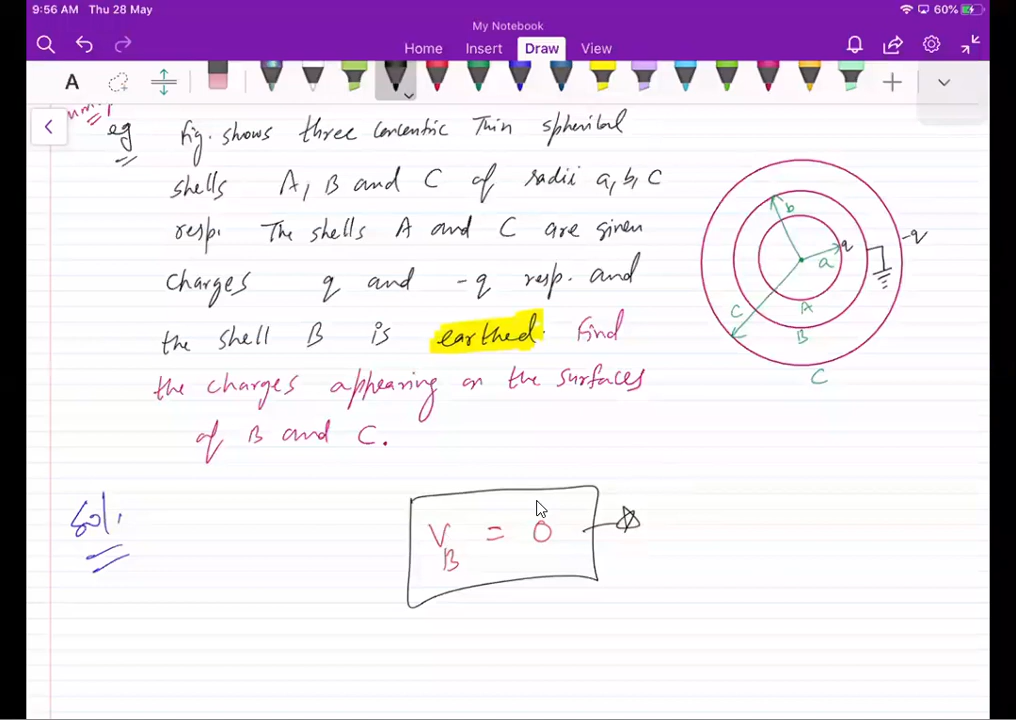 9:56 AM Thu 28 May
60%
My Notebook
Home Insert Draw View
A
eg fig. shows three concentric Thin spherical
shells A, B and C of radii a, b, c
resp. The shells A and C are given
charges q and -q resp. and
the shell B is earthed. find
the charges appearing on the surfaces
of B and C.
b
q
-q
a
C
A
B
C
Sol.
V_B = 0